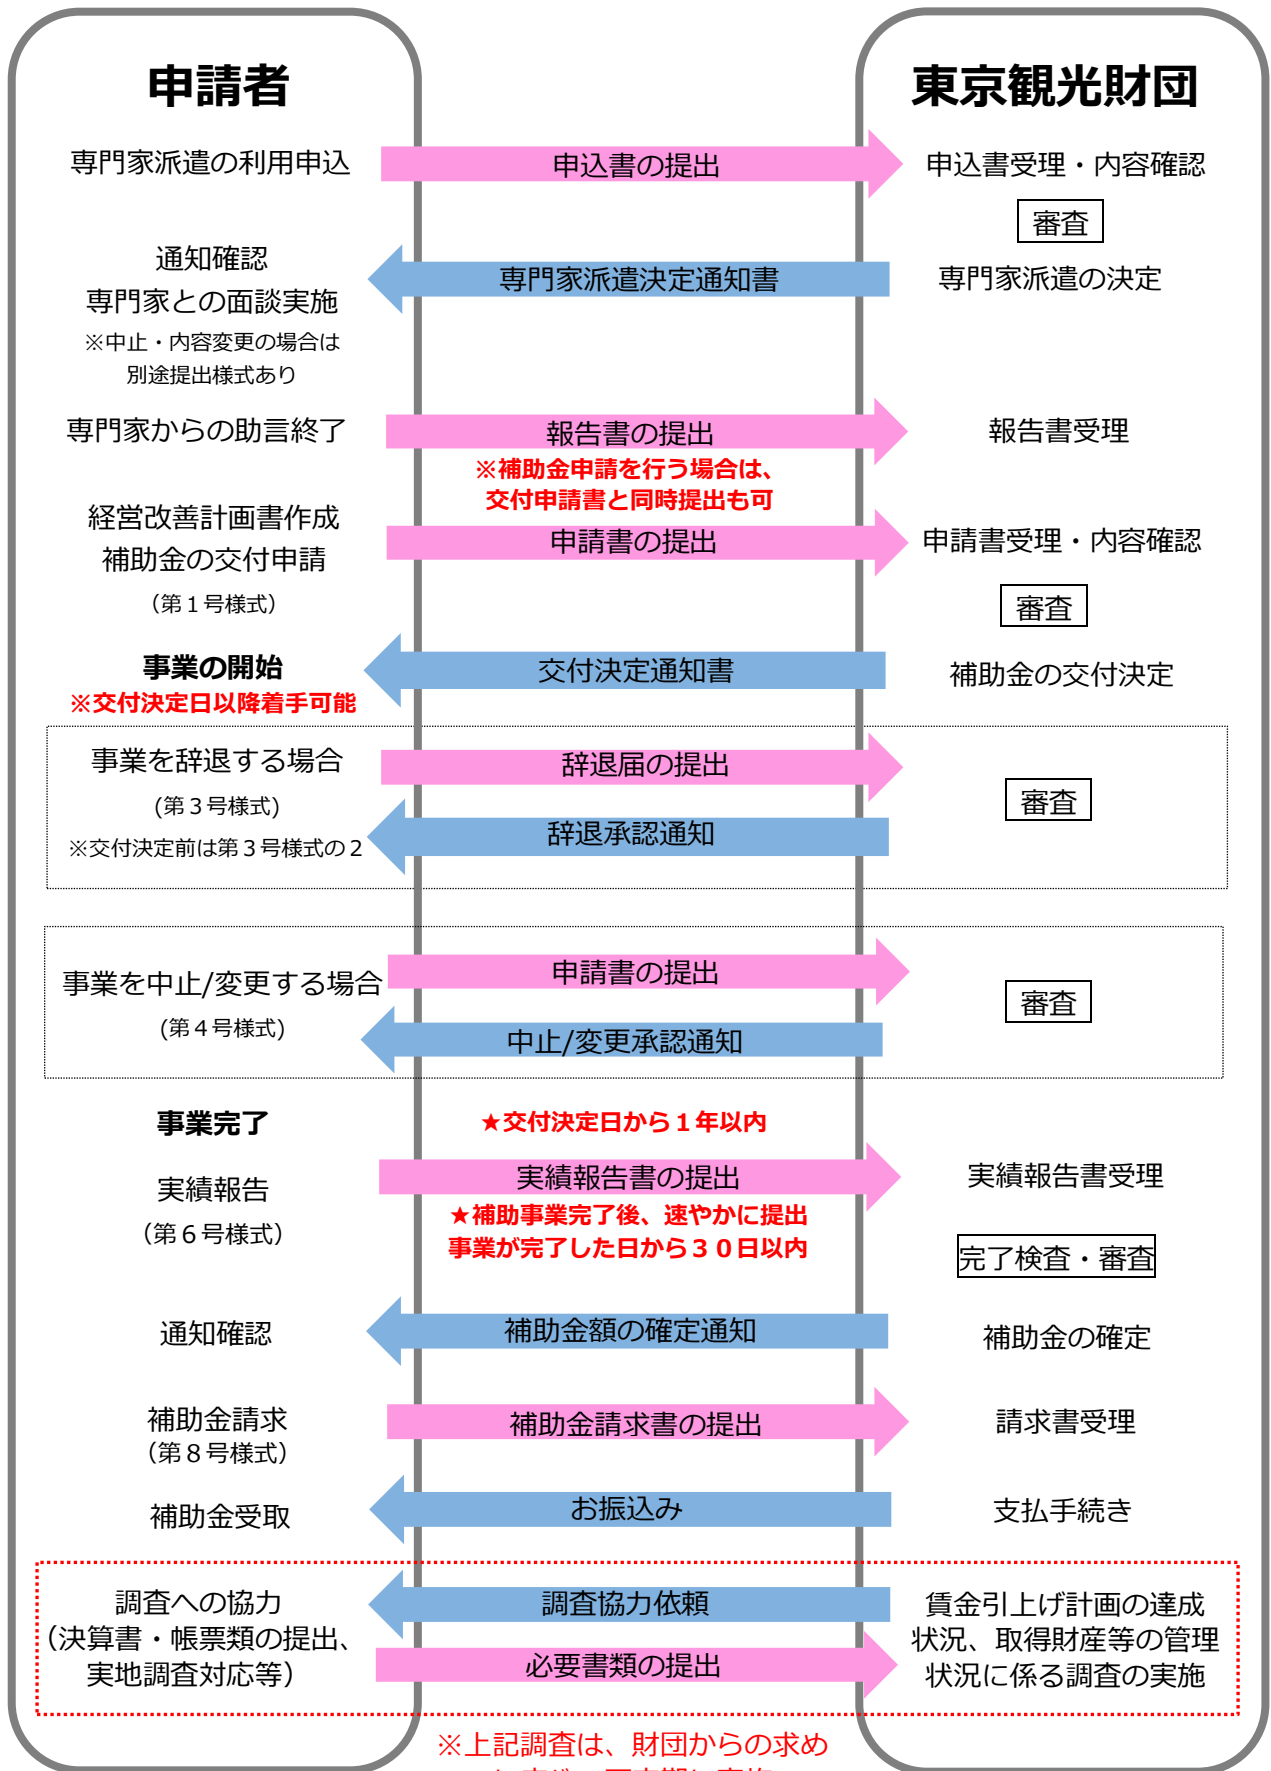 申請者
東京観光財団
専門家派遣の利用申込
申込書の提出
申込書受理・内容確認
審査
通知確認
専門家との面談実施
※中止・内容変更の場合は
別途提出様式あり
専門家派遣決定通知書
専門家派遣の決定
専門家からの助言終了
報告書の提出
報告書受理
※補助金申請を行う場合は、
交付申請書と同時提出も可
経営改善計画書作成
補助金の交付申請
（第１号様式）
申請書の提出
申請書受理・内容確認
審査
事業の開始
※交付決定日以降着手可能
交付決定通知書
補助金の交付決定
事業を辞退する場合
(第３号様式)
※交付決定前は第３号様式の２
辞退届の提出
辞退承認通知
審査
事業を中止/変更する場合
(第４号様式)
申請書の提出
中止/変更承認通知
審査
事業完了
★交付決定日から１年以内
実績報告
（第６号様式）
実績報告書の提出
実績報告書受理
★補助事業完了後、速やかに提出
事業が完了した日から３０日以内
完了検査・審査
通知確認
補助金額の確定通知
補助金の確定
補助金請求
（第８号様式）
補助金請求書の提出
請求書受理
補助金受取
お振込み
支払手続き
調査への協力
（決算書・帳票類の提出、
実地調査対応等）
調査協力依頼
必要書類の提出
賃金引上げ計画の達成
状況、取得財産等の管理
状況に係る調査の実施
※上記調査は、財団からの求め